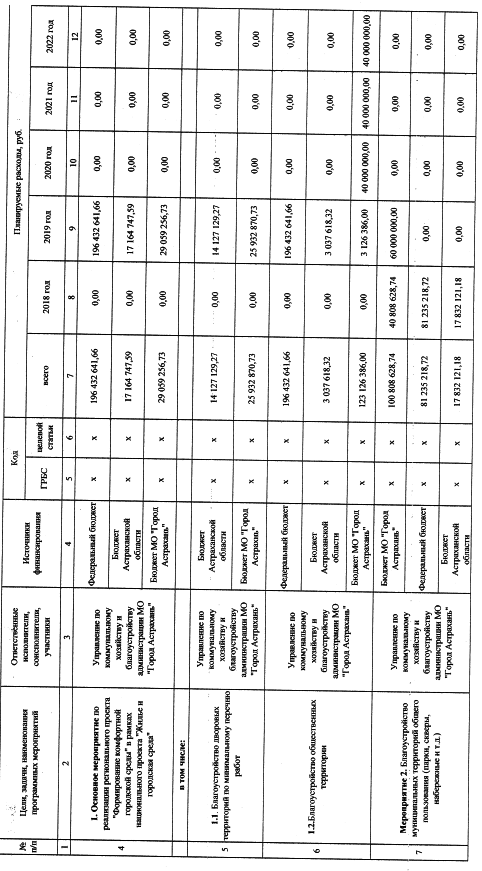 № п/п
Цели, задачи, наименования программных мероприятий
Ответственные исполнители, соисполнители, участники
Источники финансирования
Код
ГРБС
целевой статьи
Планируемые расходы, руб.
всего
2018 год
2019 год
2020 год
2021 год
2022 год
1 2 3 4 5 6 7 8 9 10 11 12
4
1. Основное мероприятие по
реализации регионального проекта
"Формирование комфортной
городской среды" в рамках
национального проекта "Жилье и
городская среда"
Управление по
коммунальному
хозяйству и
благоустройству
администрации МО
"Город Астрахань"
Федеральный бюджет х х 196 432 641,66 0,00 196 432 641,66 0,00 0,00 0,00
Бюджет
Астраханской
области х х 17 164 747,59 0,00 17 164 747,59 0,00 0,00 0,00
Бюджет МО "Город
Астрахань" х х 29 059 256,73 0,00 29 059 256,73 0,00 0,00 0,00
в том числе:
5
1.1. Благоустройство дворовых
территорий по минимальному перечню
работ
Управление по
коммунальному
хозяйству и
благоустройству
администрации МО
"Город Астрахань"
Бюджет
Астраханской
области х х 14 127 129,27 0,00 14 127 129,27 0,00 0,00 0,00
Бюджет МО "Город
Астрахань" х х 25 932 870,73 0,00 25 932 870,73 0,00 0,00 0,00
6
1.2.Благоустройство общественных
территории
Управление по
коммунальному
хозяйству и
благоустройству
администрации МО
"Город Астрахань"
Федеральный бюджет х х 196 432 641,66 0,00 196 432 641,66 0,00 0,00 0,00
Бюджет
Астраханской
области х х 3 037 618,32 0,00 3 037 618,32 0,00 0,00 0,00
Бюджет МО "Город
Астрахань" х х 123 126 386,00 0,00 3 126 386,00 40 000 000,00 40 000 000,00 40 000 000,00
7
Мероприятие 2. Благоустройство
муниципальных территорий общего
пользования (парки, скверы,
набережные и т.д.)
Управление по
коммунальному
хозяйству и
благоустройству
администрации МО
"Город Астрахань"
Бюджет МО "Город
Астрахань" х х 100 808 628,74 40 808 628,74 60 000 000,00 0,00 0,00 0,00
Федеральный бюджет х х 81 235 218,72 81 235 218,72 0,00 0,00 0,00 0,00
Бюджет
Астраханской
области х х 17 832 121,18 17 832 121,18 0,00 0,00 0,00 0,00